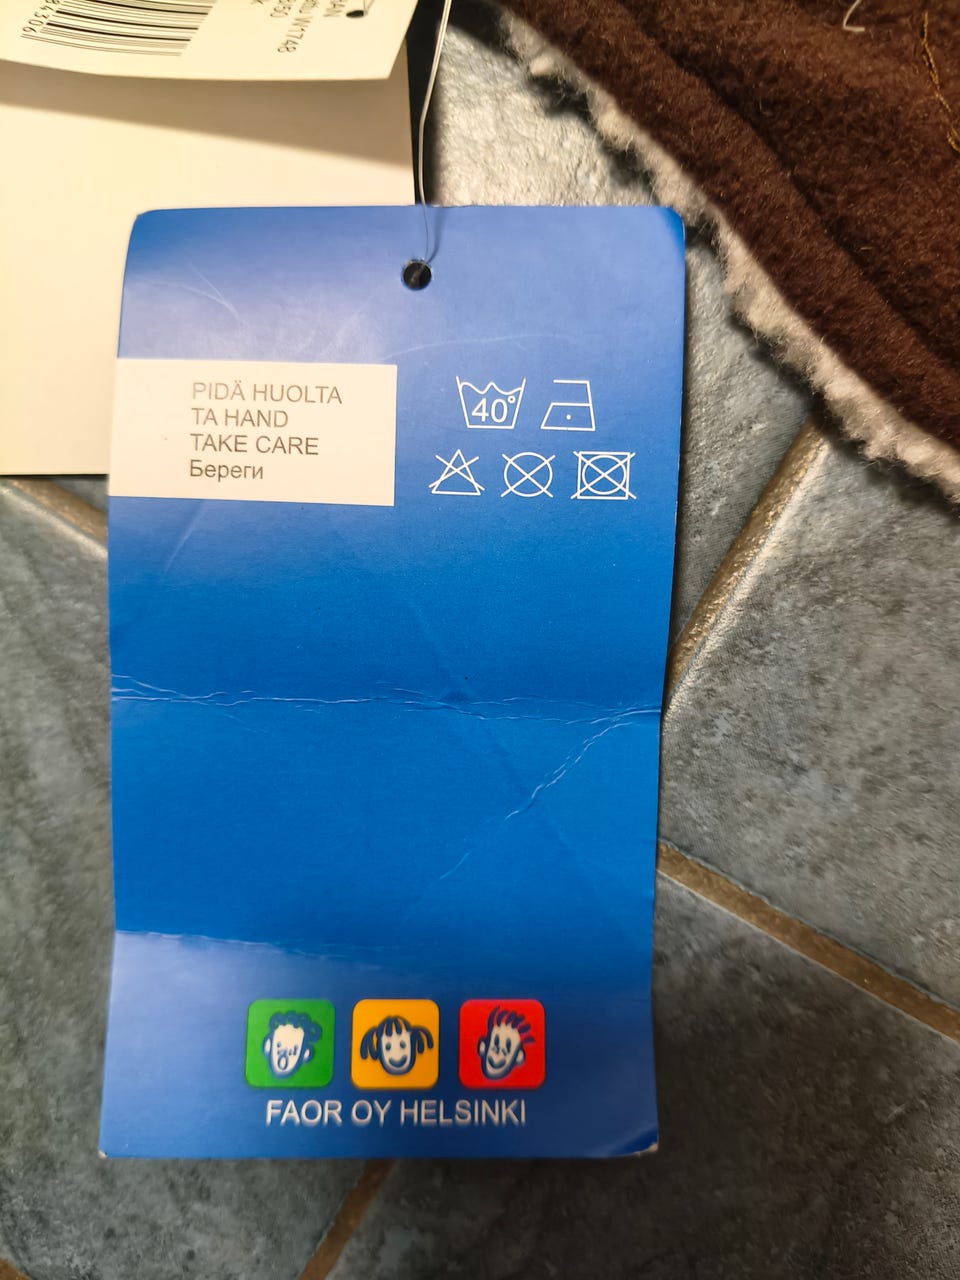 PIDÄ HUOLTA
TA HAND
TAKE CARE
Береги
40°
FAOR OY HELSINKI